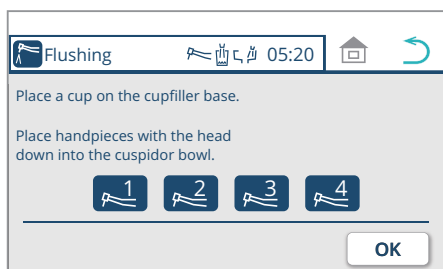 Flushing 05:20
Place a cup on the cupfiller base.
Place handpieces with the head
down into the cuspidor bowl.
1 2 3 4
OK